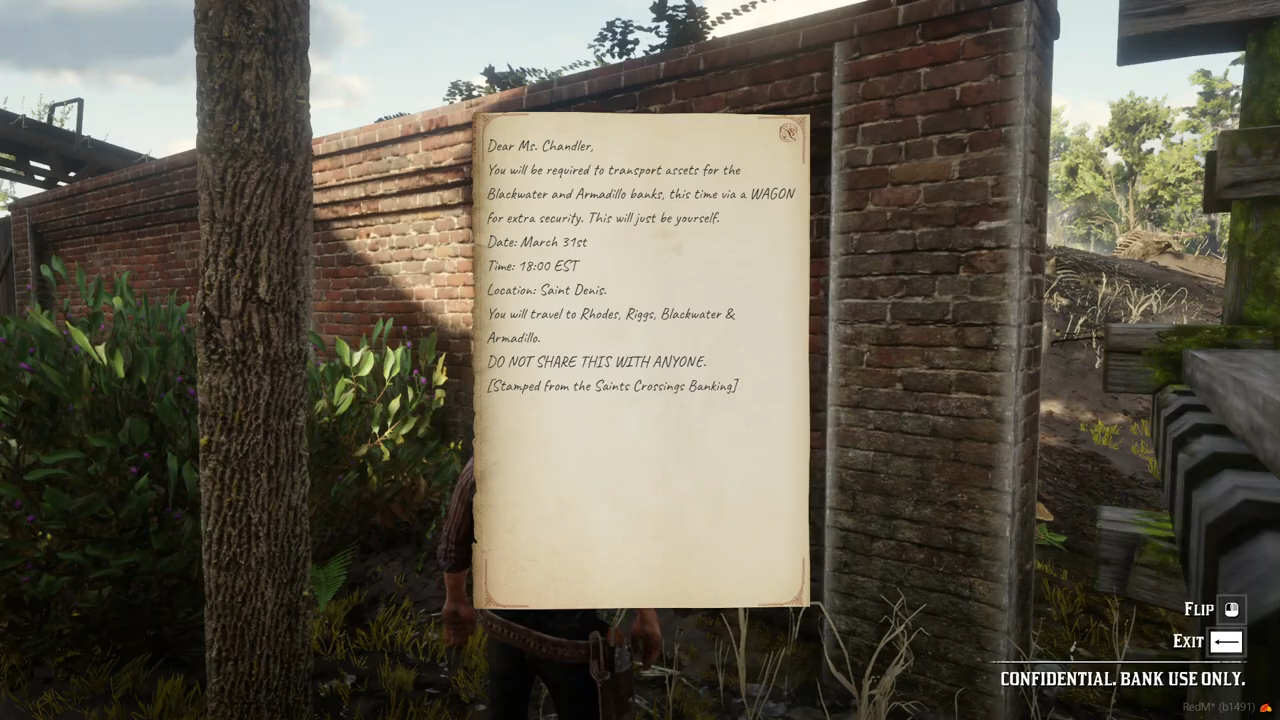 Dear Ms. Chandler,
You will be required to transport assets for the
Blackwater and Armadillo banks, this time via a WAGON
for extra security. This will just be yourself.
Date: March 31st
Time: 18:00 EST
Location: Saint Denis.
You will travel to Rhodes, Riggs, Blackwater &
Armadillo.
DO NOT SHARE THIS WITH ANYONE.
[Stamped from the Saints Crossings Banking]
Flip
Exit
CONFIDENTIAL. BANK USE ONLY.
RedM* (b1491)